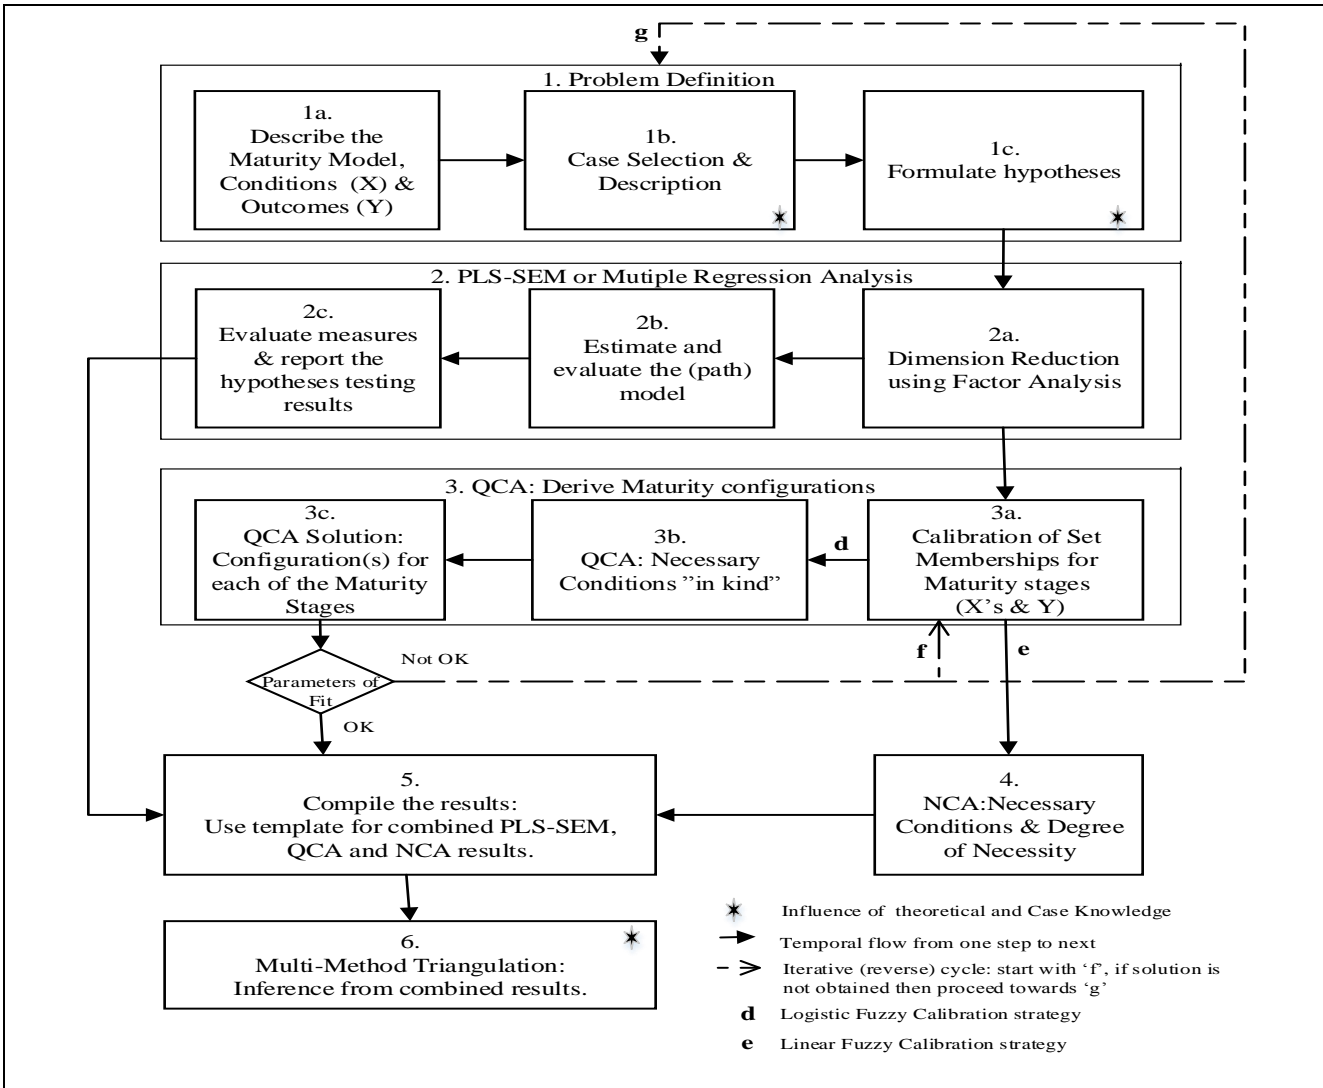 g
1. Problem Definition
1a.
Describe the
Maturity Model,
Conditions (X) &
Outcomes (Y)
1b.
Case Selection &
Description
1c.
Formulate hypotheses
2. PLS-SEM or Mutiple Regression Analysis
2c.
Evaluate measures
& report the
hypotheses testing
results
2b.
Estimate and
evaluate the (path)
model
2a.
Dimension Reduction
using Factor Analysis
3. QCA: Derive Maturity configurations
3c.
QCA Solution:
Configuration(s) for
each of the Maturity
Stages
3b.
QCA: Necessary
Conditions ”in kind”
d
3a.
Calibration of Set
Memberships for
Maturity stages
(X’s & Y)
f
e
Not OK
Parameters of
Fit
OK
5.
Compile the results:
Use template for combined PLS-SEM,
QCA and NCA results.
4.
NCA:Necessary
Conditions & Degree
of Necessity
6.
Multi-Method Triangulation:
Inference from combined results.
Influence of theoretical and Case Knowledge
Temporal flow from one step to next
Iterative (reverse) cycle: start with ‘f’, if solution is
not obtained then proceed towards ‘g’
d Logistic Fuzzy Calibration strategy
e Linear Fuzzy Calibration strategy